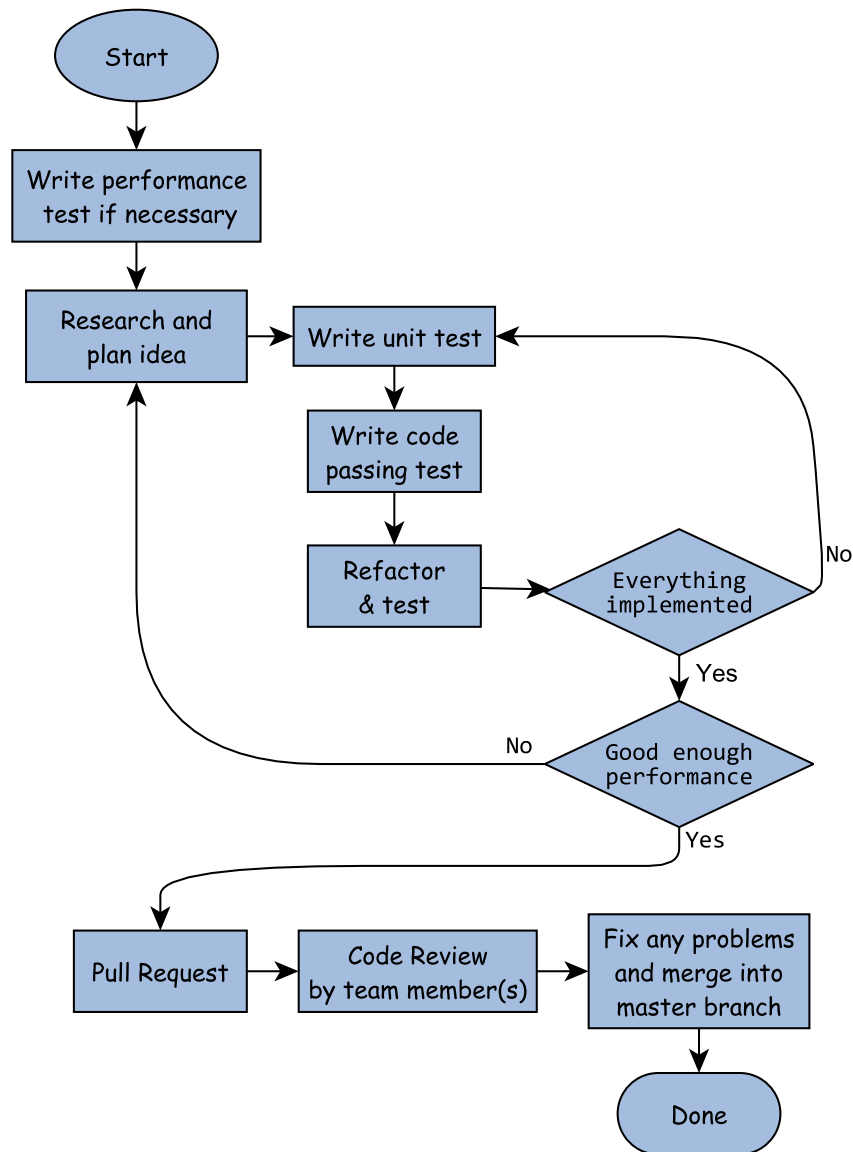 Start
Write performance
test if necessary
Research and
plan idea
Write unit test
Write code
passing test
Refactor
& test
Everything
implemented
No
Yes
Good enough
performance
No
Yes
Pull Request
Code Review
by team member(s)
Fix any problems
and merge into
master branch
Done